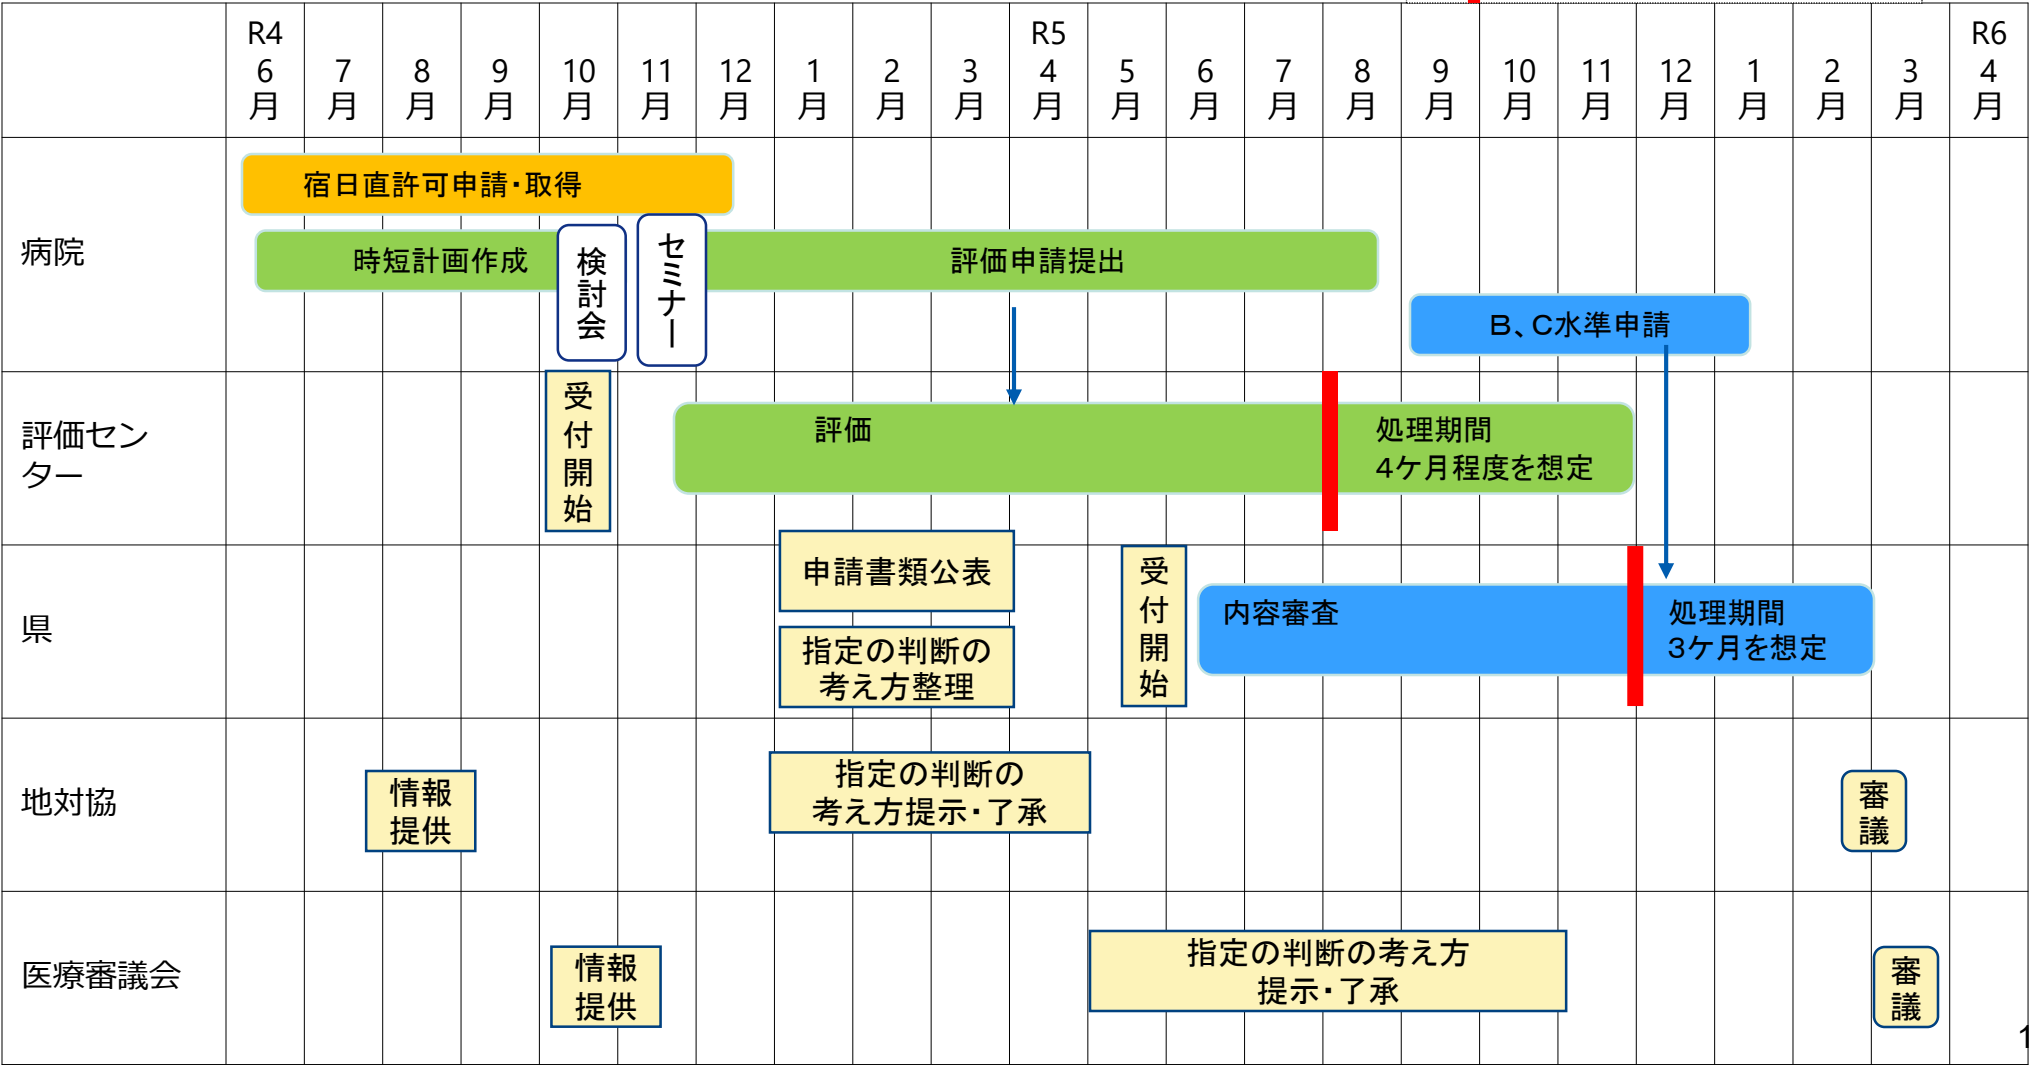 R4
6
月
7
月
8
月
9
月
10
月
11
月
12
月
1
月
2
月
3
月
R5
4
月
5
月
6
月
7
月
8
月
9
月
10
月
11
月
12
月
1
月
2
月
3
月
R6
4
月
病院
宿日直許可申請・取得
時短計画作成
検討会
セミナー
評価申請提出
B、C水準申請
評価セン
ター
受付開始
評価
処理期間
4ケ月程度を想定
県
申請書類公表
指定の判断の
考え方整理
受付開始
内容審査
処理期間
3ケ月を想定
地対協
情報
提供
指定の判断の
考え方提示・了承
審議
医療審議会
情報
提供
指定の判断の考え方
提示・了承
審議
1